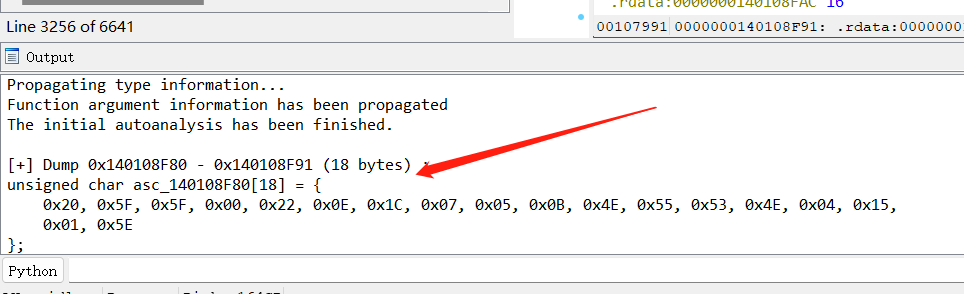 .rdata:0000000140108FAC 16
Line 3256 of 6641
00107991 0000000140108F91: .rdata:0000000
Output
Propagating type information...
Function argument information has been propagated
The initial autoanalysis has been finished.
[+] Dump 0x140108F80 - 0x140108F91 (18 bytes) :
unsigned char asc_140108F80[18] = {
0x20, 0x5F, 0x5F, 0x00, 0x22, 0x0E, 0x1C, 0x07, 0x05, 0x0B, 0x4E, 0x55, 0x53, 0x4E, 0x04, 0x15,
0x01, 0x5E
};
Python